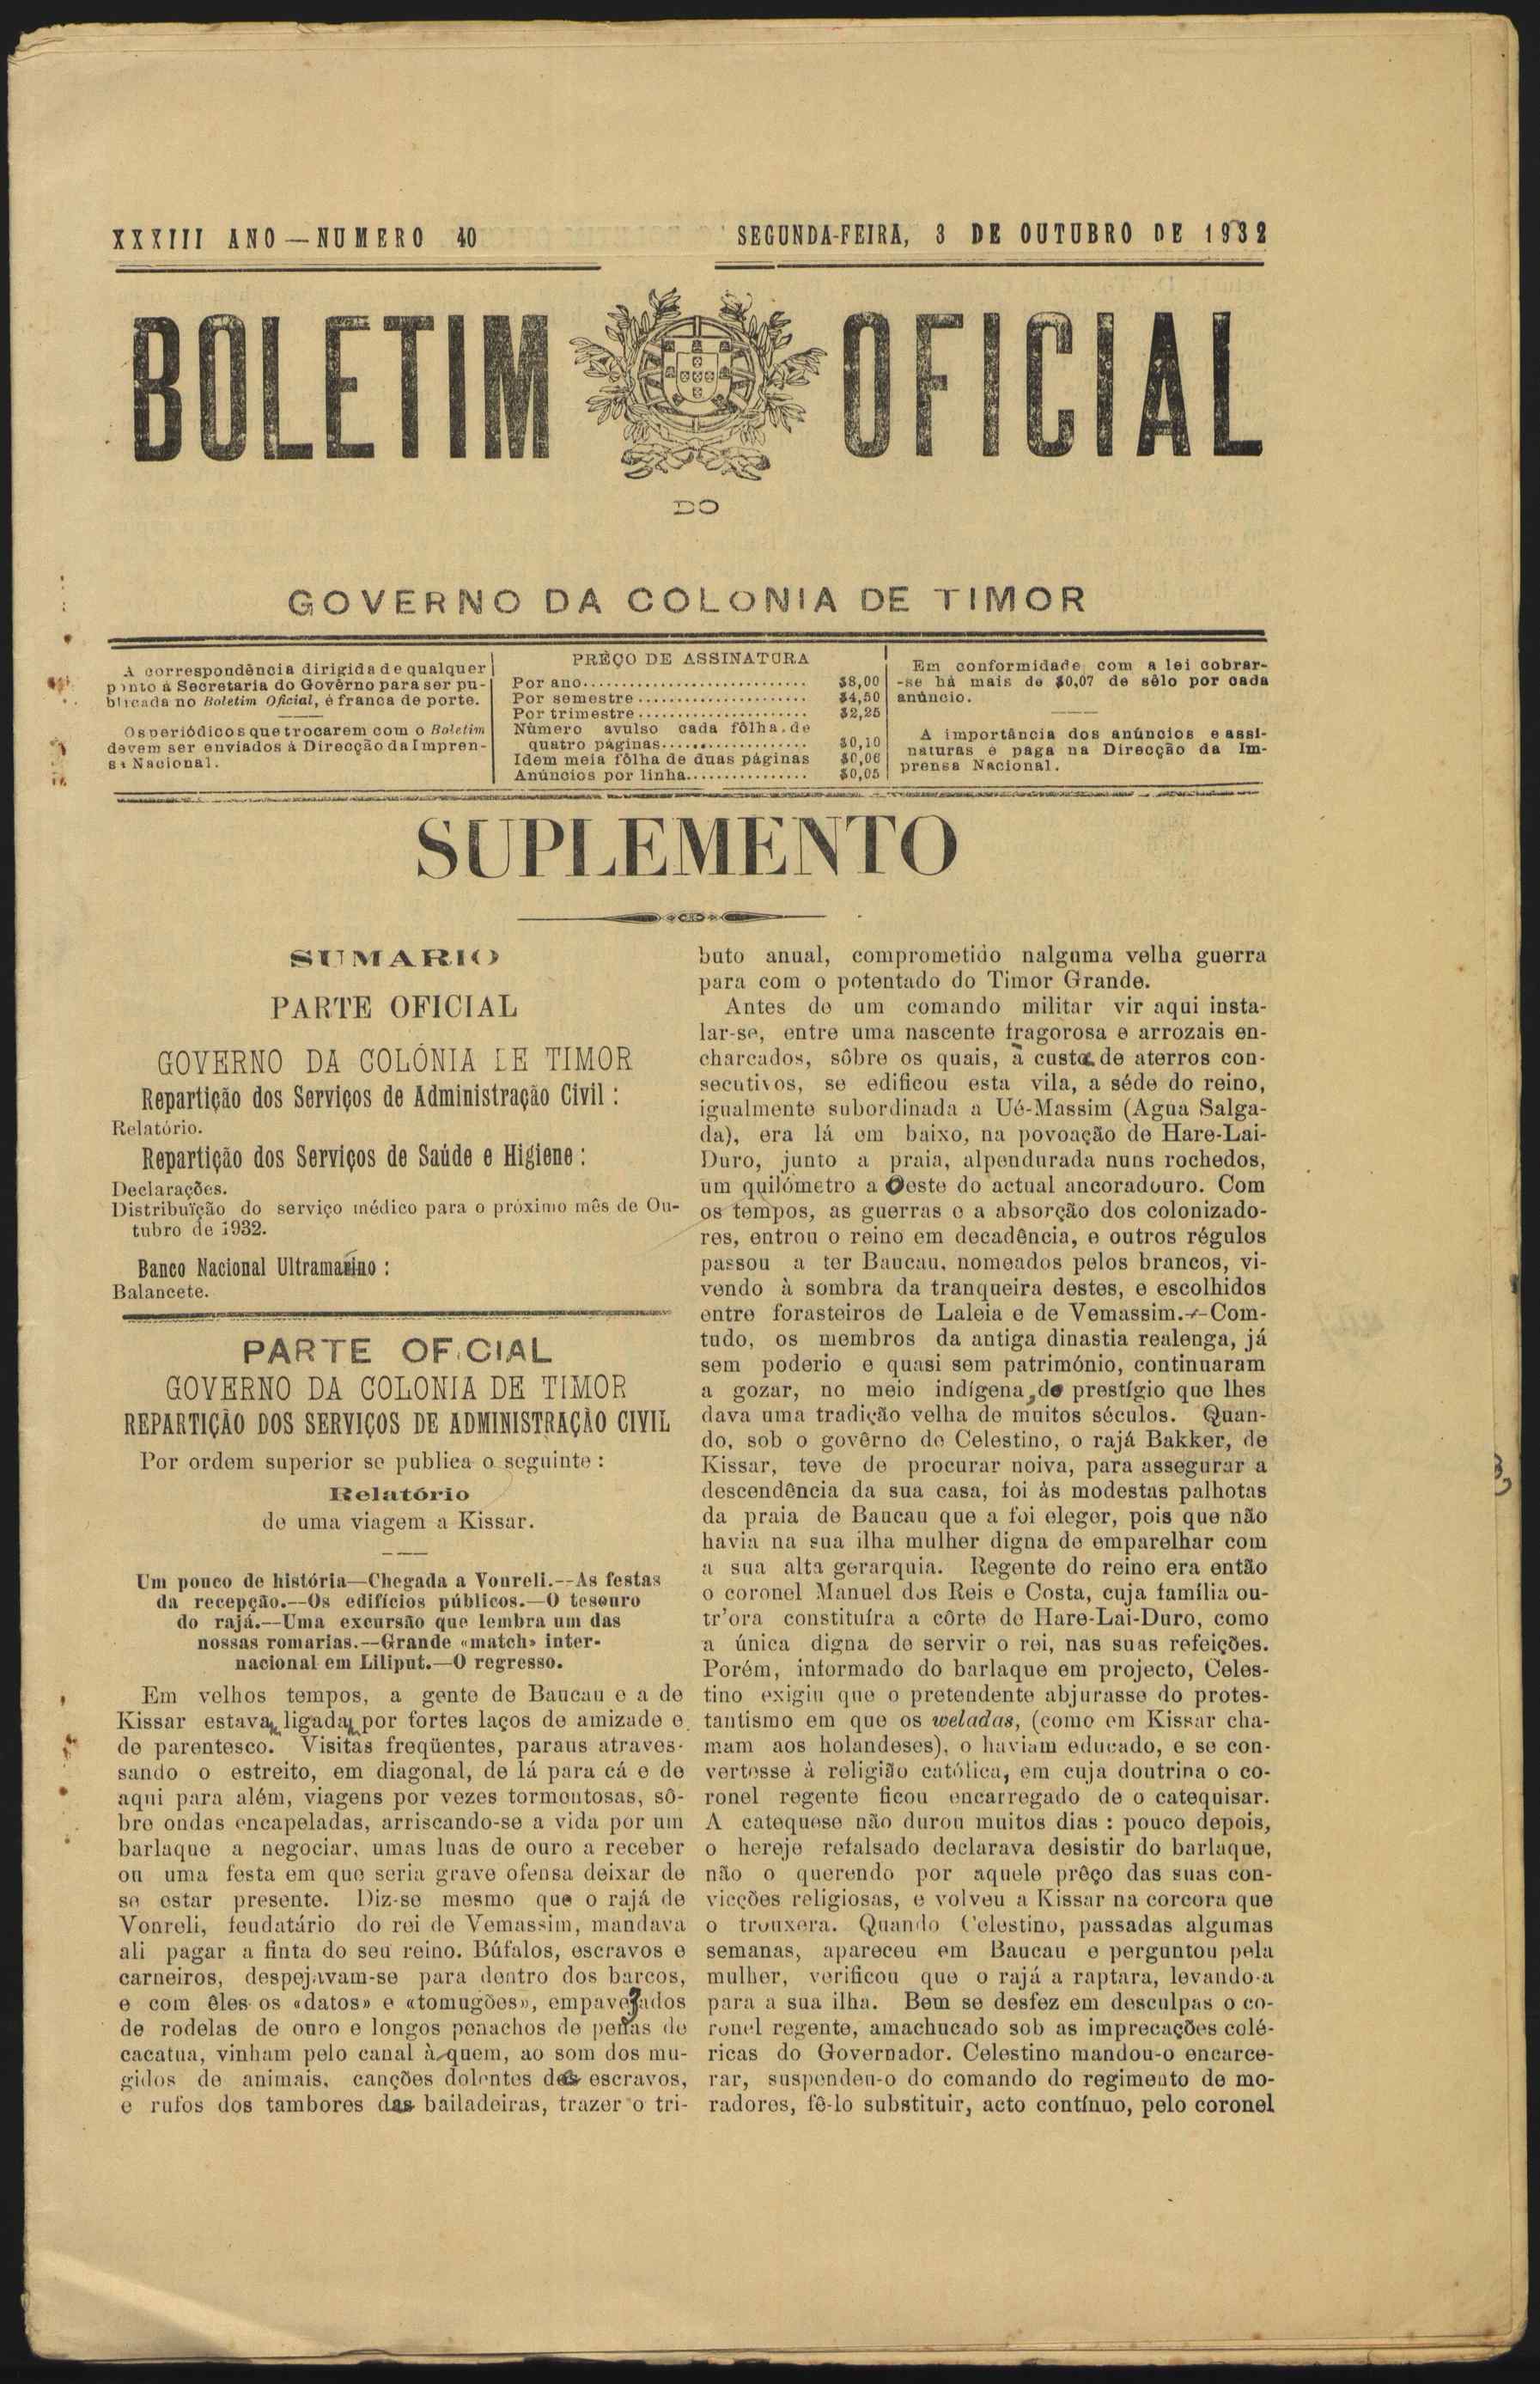 XXXIII ANO — NUMERO 40
SEGUNDA-FEIRA, 3 DE OUTUBRO DE 1932
BOLETIM OFICIAL
DO
GOVERNO DA COLONIA DE TIMOR
A correspondência dirigida de qualquer
ponto á Secretaria do Govêrno para ser pu-
blicada no Boletim Oficial, é franca de porte.
Os periódicos que trocarem com o Boletim
devem ser enviados á Direcção da Impren-
sa Nacional.
PRÊÇO DE ASSINATURA
Por ano............................ $8,00
Por semestre...................... $4,50
Por trimestre...................... $2,25
Número avulso cada fôlha de
quatro páginas................... $0,10
Idem meia fôlha de duas páginas $0,06
Anúncios por linha................ $0,05
Em conformidade com a lei cobrar-
-se há mais de $0,07 de sêlo por cada
anúncio.
A importância dos anúncios e assi-
naturas é paga na Direcção da Im-
prensa Nacional.
SUPLEMENTO
SUMARIO
PARTE OFICIAL
GOVERNO DA COLÓNIA DE TIMOR
Repartição dos Serviços de Administração Civil :
Relatório.
Repartição dos Serviços de Saúde e Higiene :
Declarações.
Distribuïção do serviço médico para o próximo mês de Ou-
tubro de 1932.
Banco Nacional Ultramarino :
Balancete.
PARTE OFICIAL
GOVERNO DA COLONIA DE TIMOR
REPARTIÇÃO DOS SERVIÇOS DE ADMINISTRAÇÃO CIVIL
Por ordem superior se publica o seguinte :
Relatório
de uma viagem a Kissar.
Um pouco de história—Chegada a Vonreli.--As festas
da recepção.—Os edifícios públicos.—O tesouro
do rajá.—Uma excursão que lembra um das
nossas romarias.—Grande «match» inter-
nacional em Liliput.—O regresso.
Em velhos tempos, a gente de Baucau e a de
Kissar estava ligada por fortes laços de amizade e
de parentesco. Visitas freqüentes, paraus atraves-
sando o estreito, em diagonal, de lá para cá e de
aqui para além, viagens por vezes tormentosas, sô-
bre ondas encapeladas, arriscando-se a vida por um
barlaque a negociar, umas luas de ouro a receber
ou uma festa em que seria grave ofensa deixar de
se estar presente. Diz-se mesmo que o rajá de
Vonreli, feudatário do rei de Vemassim, mandava
ali pagar a finta do seu reino. Búfalos, escravos e
carneiros, despejavam-se para dentro dos barcos,
e com êles os «datos» e «tomugões», empavezados
de rodelas de ouro e longos penachos de penas de
cacatua, vinham pelo canal à quem, ao som dos mu-
gidos de animais, canções dolentes de escravos,
e rufos dos tambores das bailadeiras, trazer o tri-
buto anual, comprometido nalguma velha guerra
para com o potentado do Timor Grande.
Antes de um comando militar vir aqui insta-
lar-se, entre uma nascente fragorosa e arrozais en-
charcados, sôbre os quais, à custa de aterros con-
secutivos, se edificou esta vila, a séde do reino,
igualmente subordinada a Ué-Massim (Agua Salga-
da), era lá em baixo, na povoação de Hare-Lai-
Duro, junto a praia, alpendurada nuns rochedos,
um quilómetro a Oeste do actual ancoradouro. Com
os tempos, as guerras e a absorção dos colonizado-
res, entrou o reino em decadência, e outros régulos
passou a ter Baucau, nomeados pelos brancos, vi-
vendo à sombra da tranqueira destes, e escolhidos
entre forasteiros de Laleia e de Vemassim.—Com-
tudo, os membros da antiga dinastia realenga, já
sem poderio e quasi sem património, continuaram
a gozar, no meio indígena, do prestígio que lhes
dava uma tradição velha de muitos séculos. Quan-
do, sob o govêrno de Celestino, o rajá Bakker, de
Kissar, teve de procurar noiva, para assegurar a
descendência da sua casa, foi às modestas palhotas
da praia de Baucau que a foi eleger, pois que não
havia na sua ilha mulher digna de emparelhar com
a sua alta gerarquia. Regente do reino era então
o coronel Manuel dos Reis e Costa, cuja família ou-
tr'ora constituíra a côrte de Hare-Lai-Duro, como
a única digna de servir o rei, nas suas refeições.
Porém, informado do barlaque em projecto, Celes-
tino exigiu que o pretendente abjurasse do protes-
tantismo em que os weladas, (como em Kissar cha-
mam aos holandeses), o haviam educado, e se con-
vertesse à religião católica, em cuja doutrina o co-
ronel regente ficou encarregado de o catequisar.
A catequese não durou muitos dias : pouco depois,
o hereje refalsado declarava desistir do barlaque,
não o querendo por aquele prêço das suas con-
vicções religiosas, e volveu a Kissar na corcora que
o trouxera. Quando Celestino, passadas algumas
semanas, apareceu em Baucau e perguntou pela
mulher, verificou que o rajá a raptara, levando-a
para a sua ilha. Bem se desfez em desculpas o co-
ronel regente, amachucado sob as imprecações colé-
ricas do Governador. Celestino mandou-o encarce-
rar, suspendeu-o do comando do regimento de mo-
radores, fê-lo substituir, acto contínuo, pelo coronel